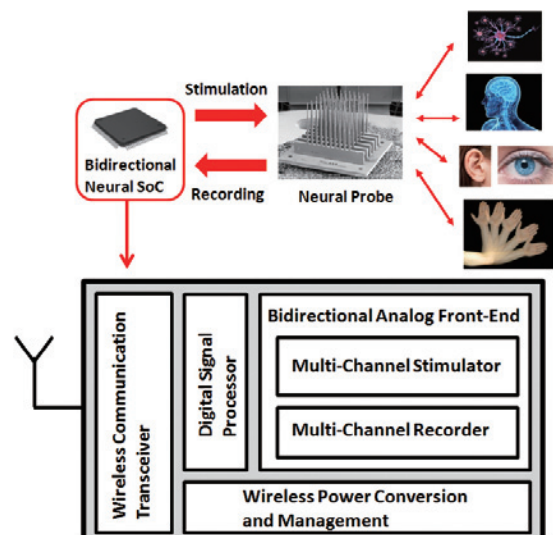 Stimulation
Bidirectional
Neural SoC
Recording
Neural Probe
Wireless Communication
Transceiver
Digital Signal
Processor
Bidirectional Analog Front-End
Multi-Channel Stimulator
Multi-Channel Recorder
Wireless Power Conversion
and Management